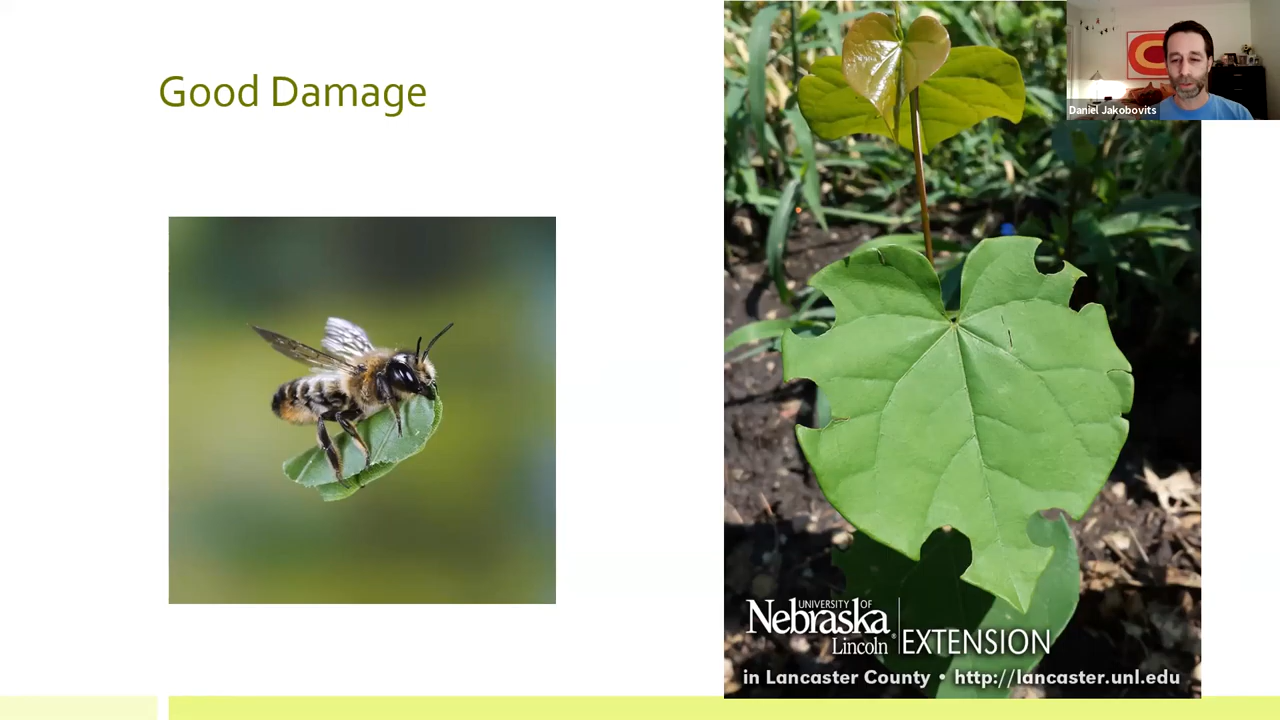 Good Damage
Daniel Jakobovits
UNIVERSITY OF
Nebraska
Lincoln®
EXTENSION
in Lancaster County • http://lancaster.unl.edu